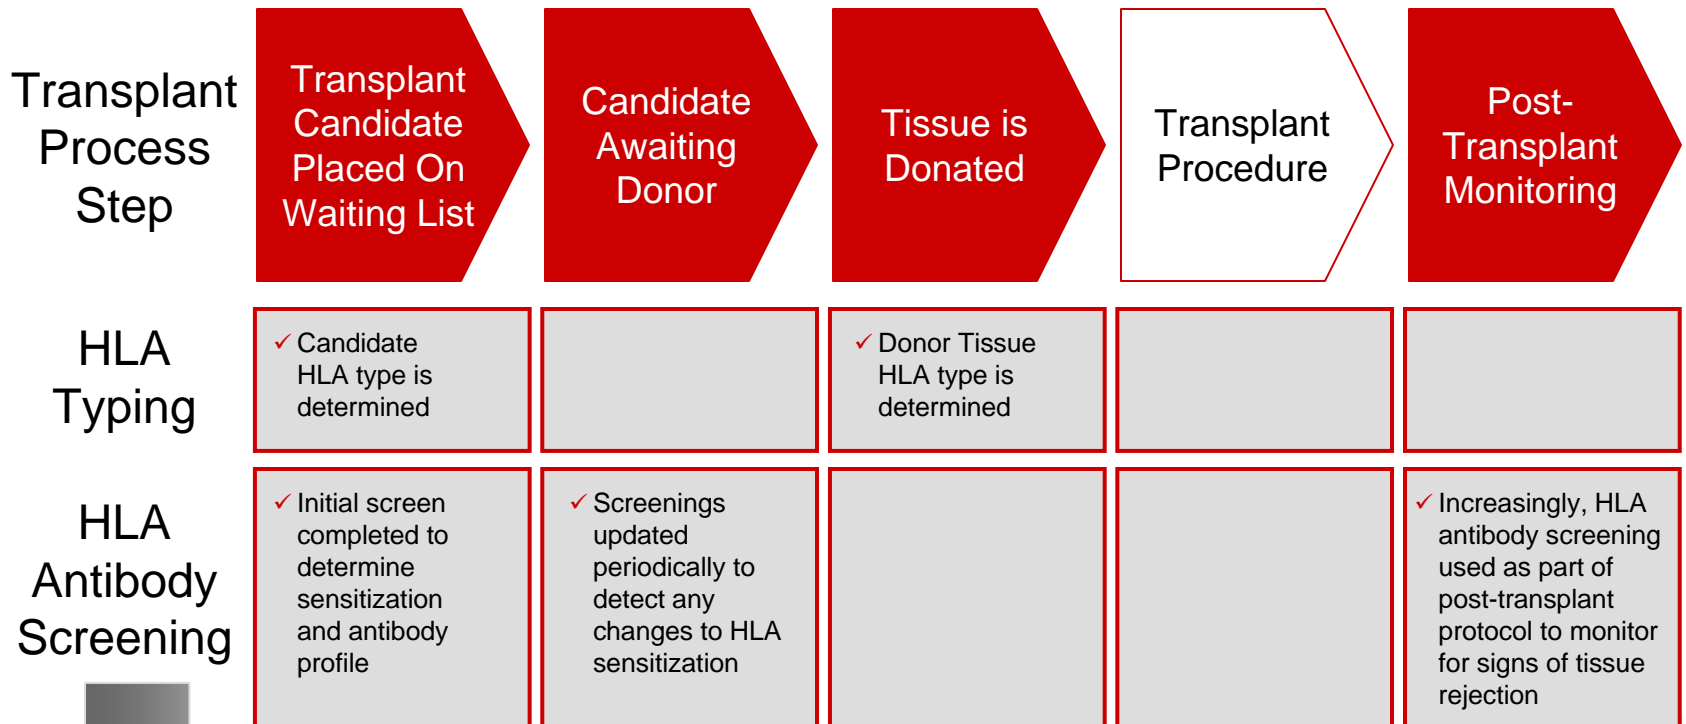 Transplant
Process
Step
Transplant
Candidate
Placed On
Waiting List
Candidate
Awaiting
Donor
Tissue is
Donated
Transplant
Procedure
Post-
Transplant
Monitoring
HLA
Typing
✓ Candidate
HLA type is
determined
✓ Donor Tissue
HLA type is
determined
HLA
Antibody
Screening
✓ Initial screen
completed to
determine
sensitization
and antibody
profile
✓ Screenings
updated
periodically to
detect any
changes to HLA
sensitization
✓ Increasingly, HLA
antibody screening
used as part of
post-transplant
protocol to monitor
for signs of tissue
rejection